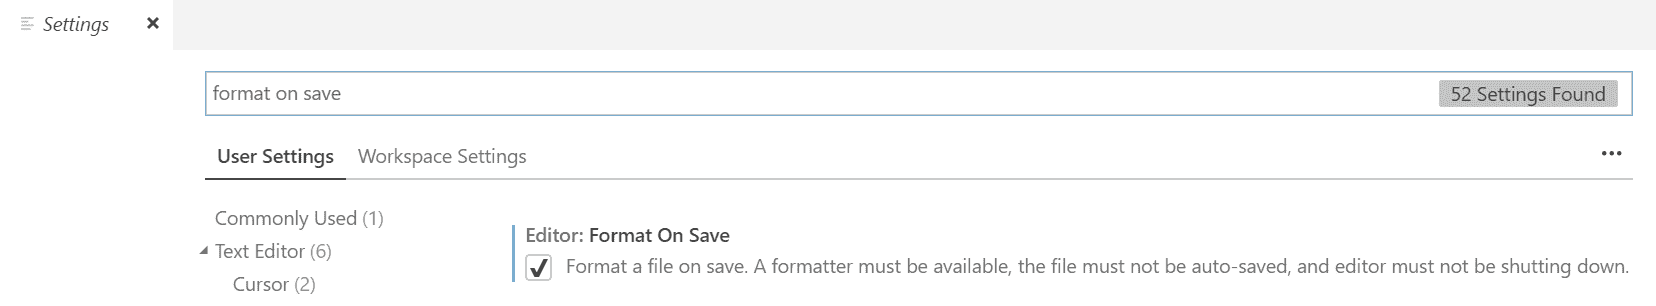 Settings
format on save
52 Settings Found
User Settings
Workspace Settings
Commonly Used (1)
Text Editor (6)
Cursor (2)
Editor: Format On Save
Format a file on save. A formatter must be available, the file must not be auto-saved, and editor must not be shutting down.